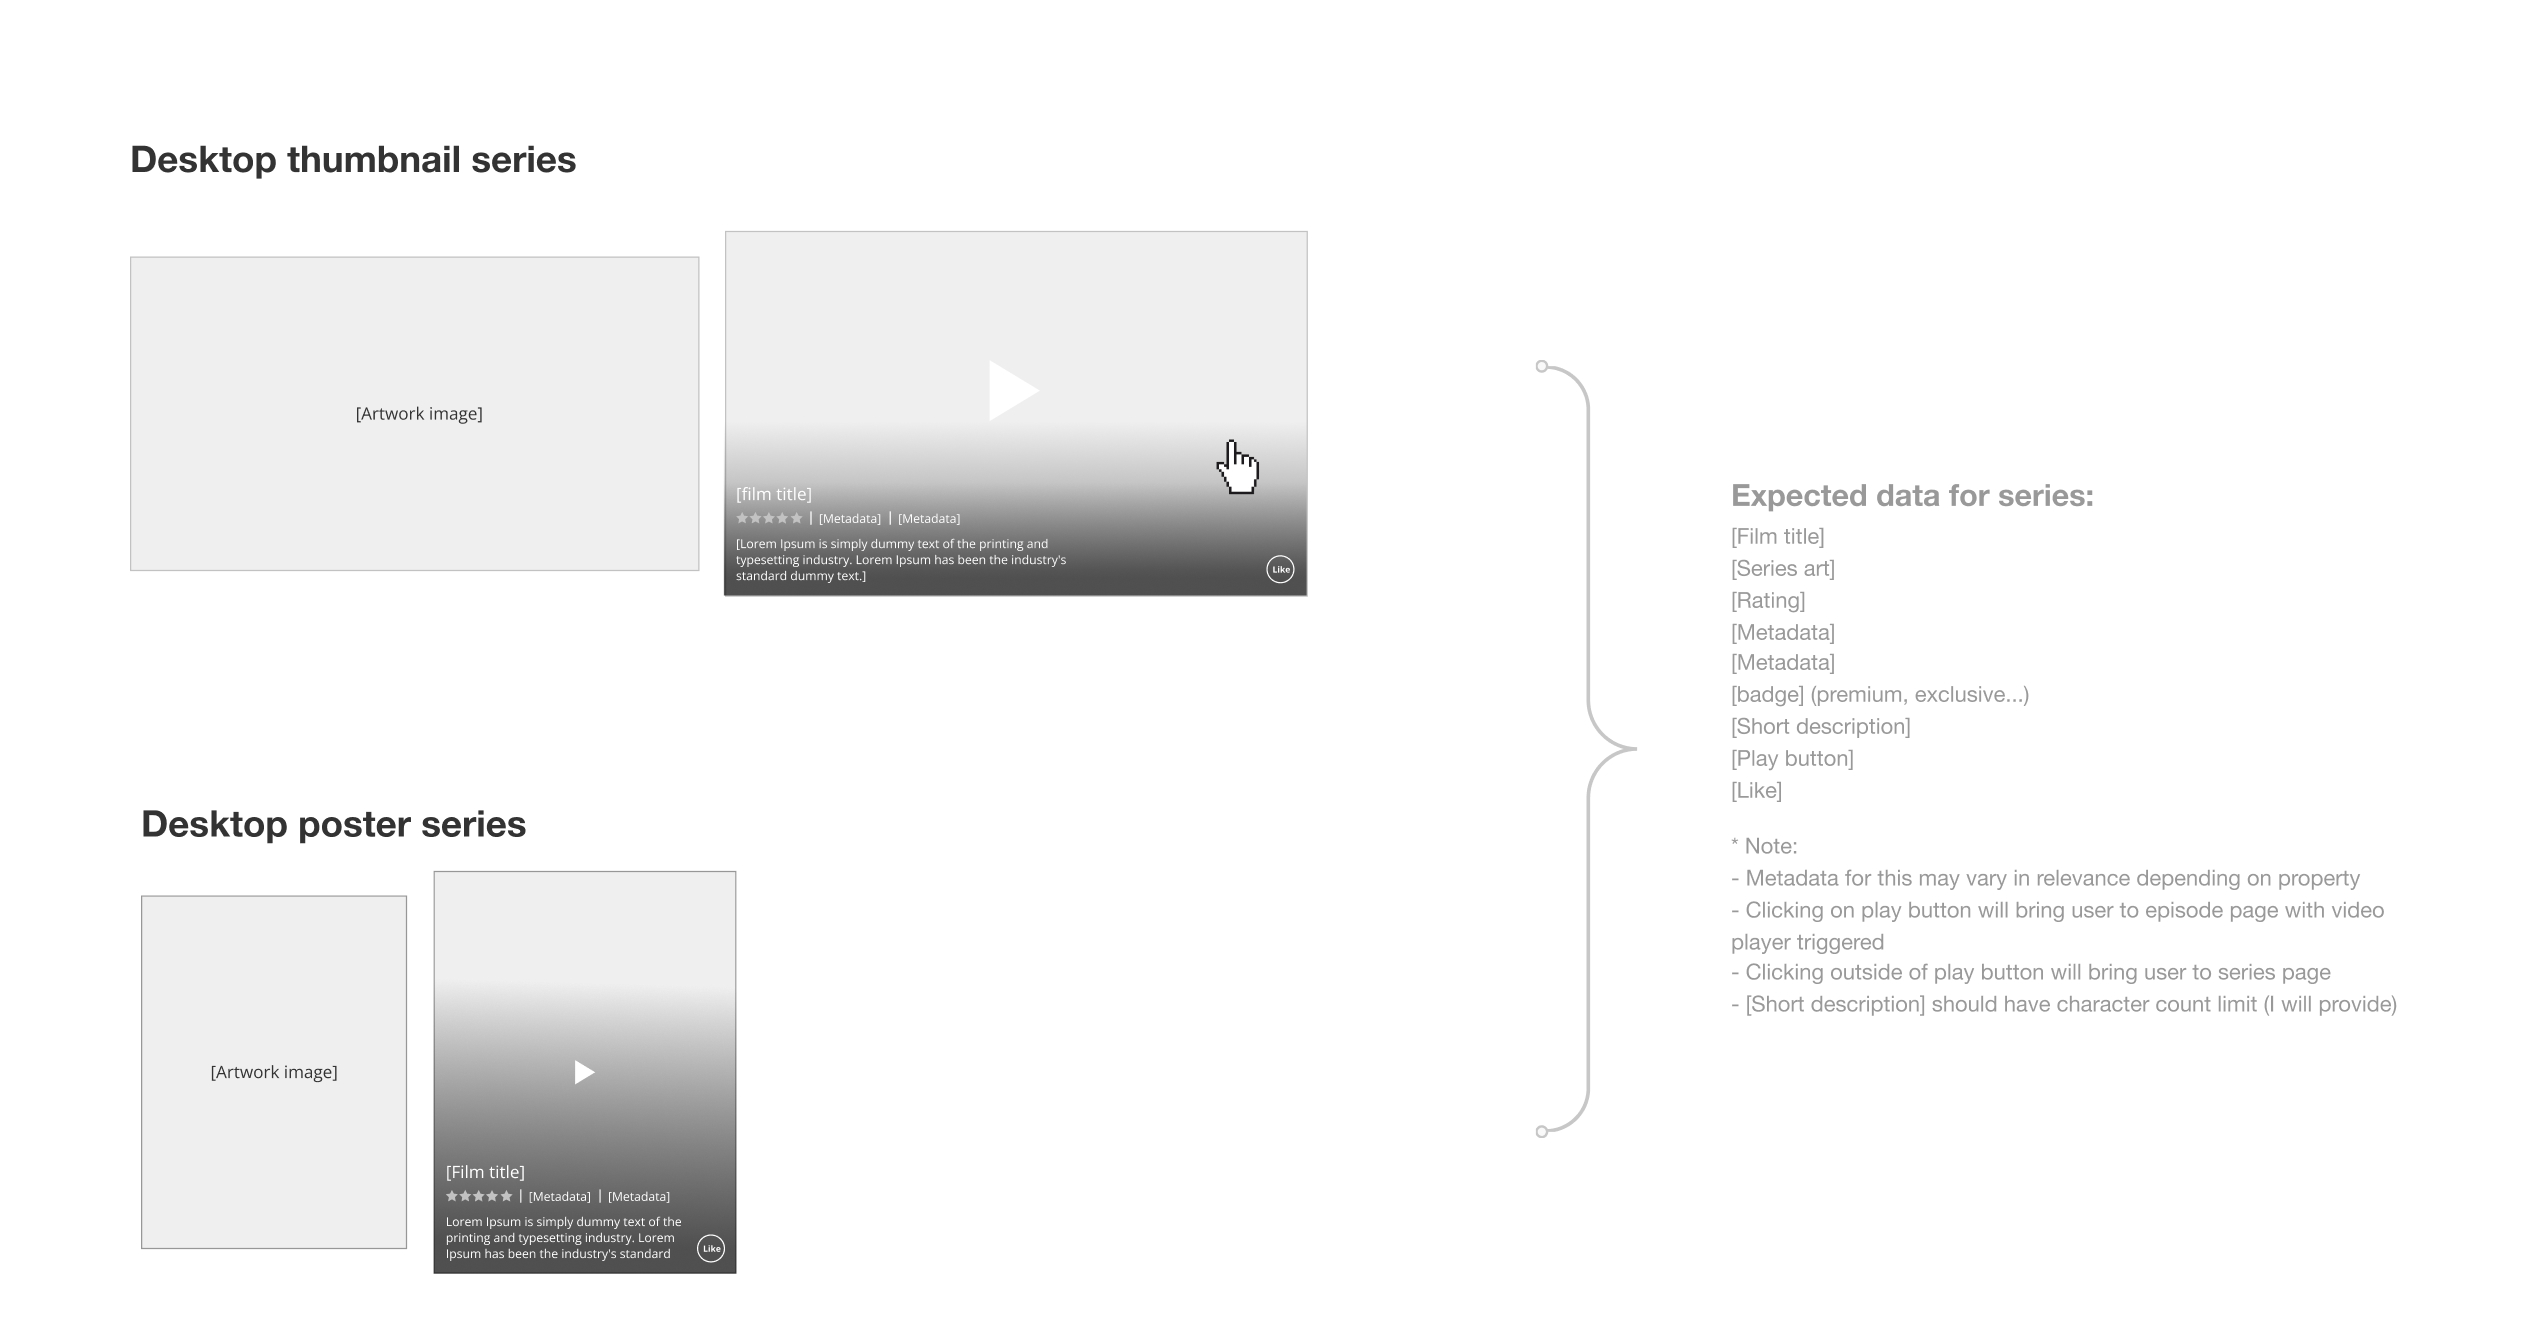 Desktop thumbnail series
[Artwork image]
[film title]
[Metadata] | [Metadata]
[Lorem Ipsum is simply dummy text of the printing and
typesetting industry. Lorem Ipsum has been the industry's
standard dummy text.]
Like
Desktop poster series
[Artwork image]
[Film title]
[Metadata] | [Metadata]
Lorem Ipsum is simply dummy text of the
printing and typesetting industry. Lorem
Ipsum has been the industry's standard
Like
Expected data for series:
[Film title]
[Series art]
[Rating]
[Metadata]
[Metadata]
[badge] (premium, exclusive...)
[Short description]
[Play button]
[Like]
* Note:
- Metadata for this may vary in relevance depending on property
- Clicking on play button will bring user to episode page with video
player triggered
- Clicking outside of play button will bring user to series page
- [Short description] should have character count limit (I will provide)